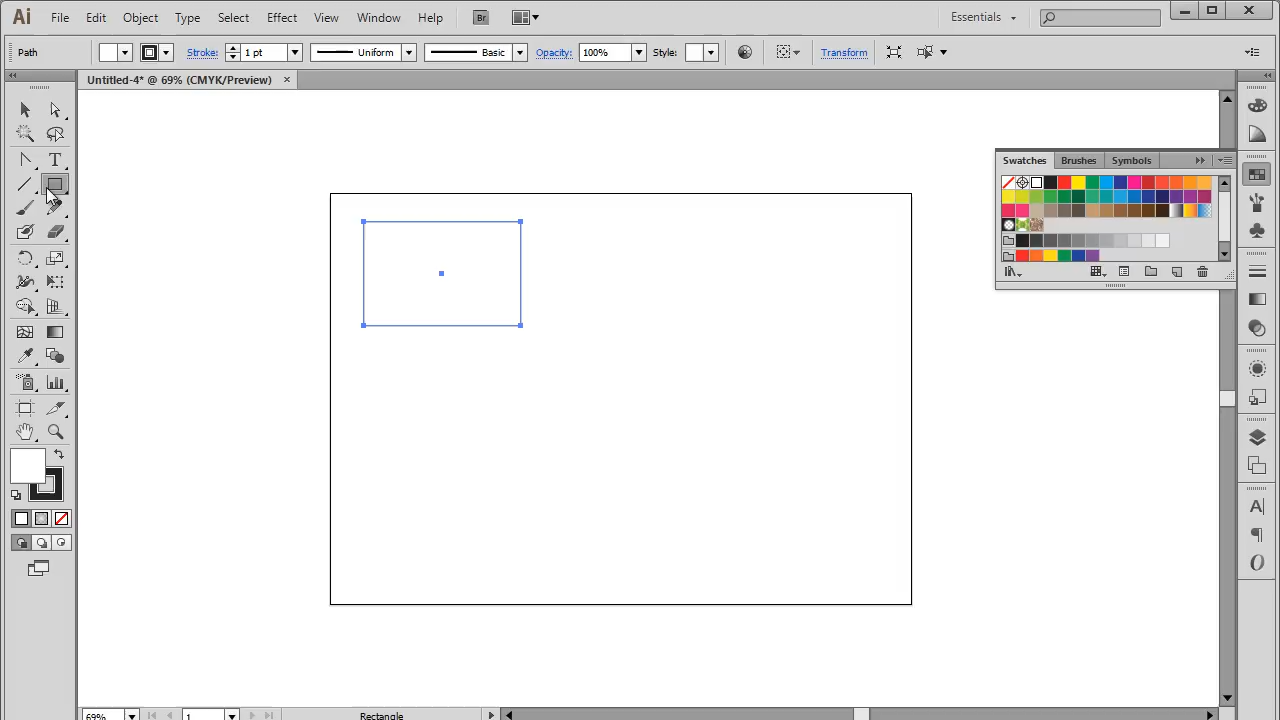 Ai File Edit Object Type Select Effect View Window Help Br Essentials
Path Stroke: 1 pt Uniform Basic Opacity: 100% Style: Transform
Untitled-4* @ 69% (CMYK/Preview)
Swatches Brushes Symbols
T
A
¶
O
69% 1 Rectangle